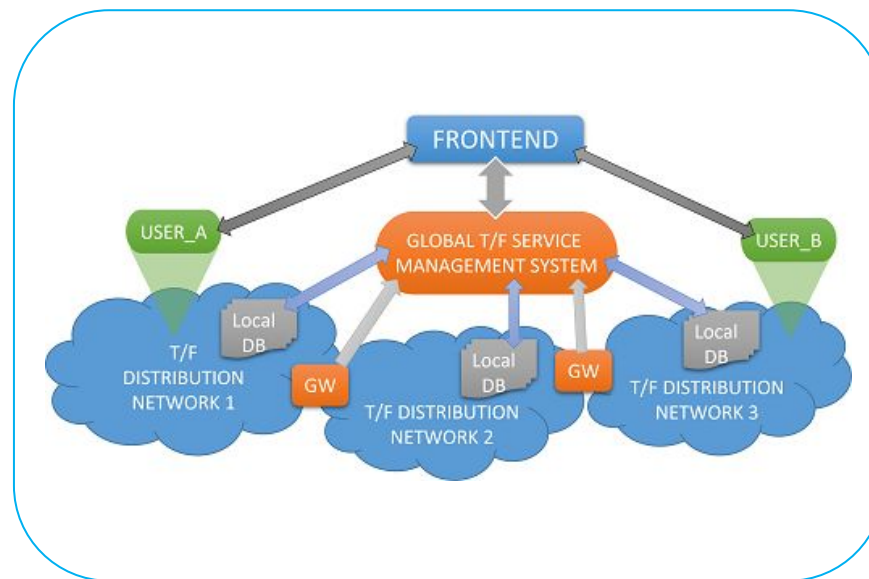 FRONTEND
USER_A
USER_B
GLOBAL T/F SERVICE
MANAGEMENT SYSTEM
Local
DB
T/F
DISTRIBUTION
NETWORK 1
GW
Local
DB
T/F DISTRIBUTION
NETWORK 2
GW
Local
DB
T/F DISTRIBUTION
NETWORK 3